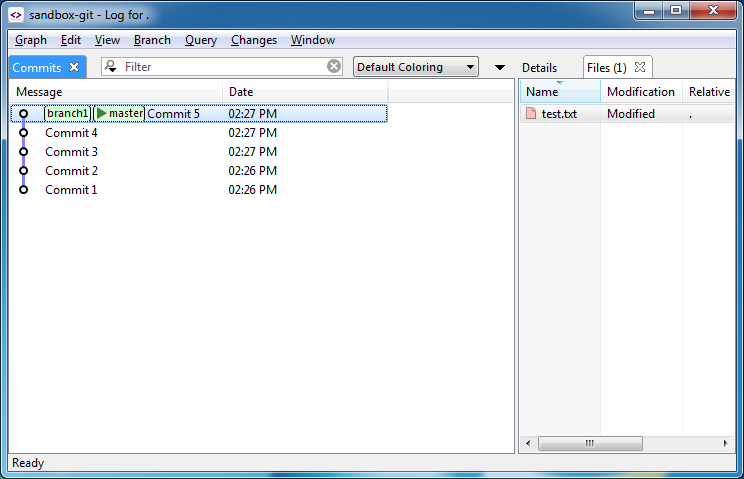 sandbox-git - Log for .
Graph Edit View Branch Query Changes Window
Commits Filter Default Coloring Details Files (1)
Message Date Name Modification Relative
branch1 master Commit 5 02:27 PM test.txt Modified .
Commit 4 02:27 PM
Commit 3 02:27 PM
Commit 2 02:26 PM
Commit 1 02:26 PM
Ready